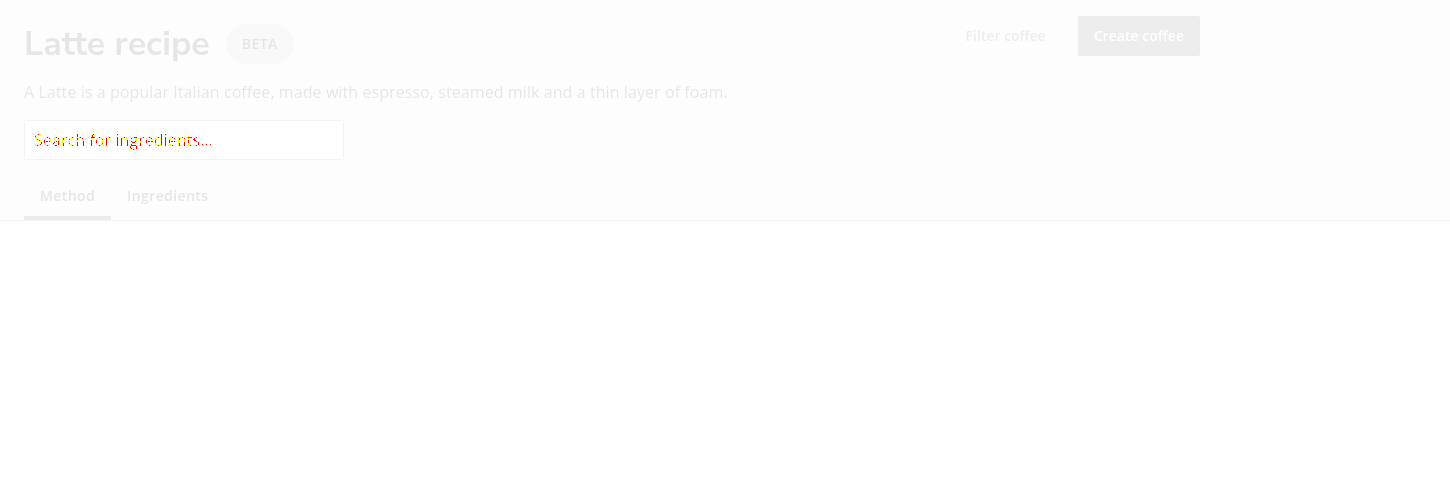 Latte recipe BETA
Filter coffee Create coffee
A Latte is a popular Italian coffee, made with espresso, steamed milk and a thin layer of foam.
Search for ingredients...
Method Ingredients